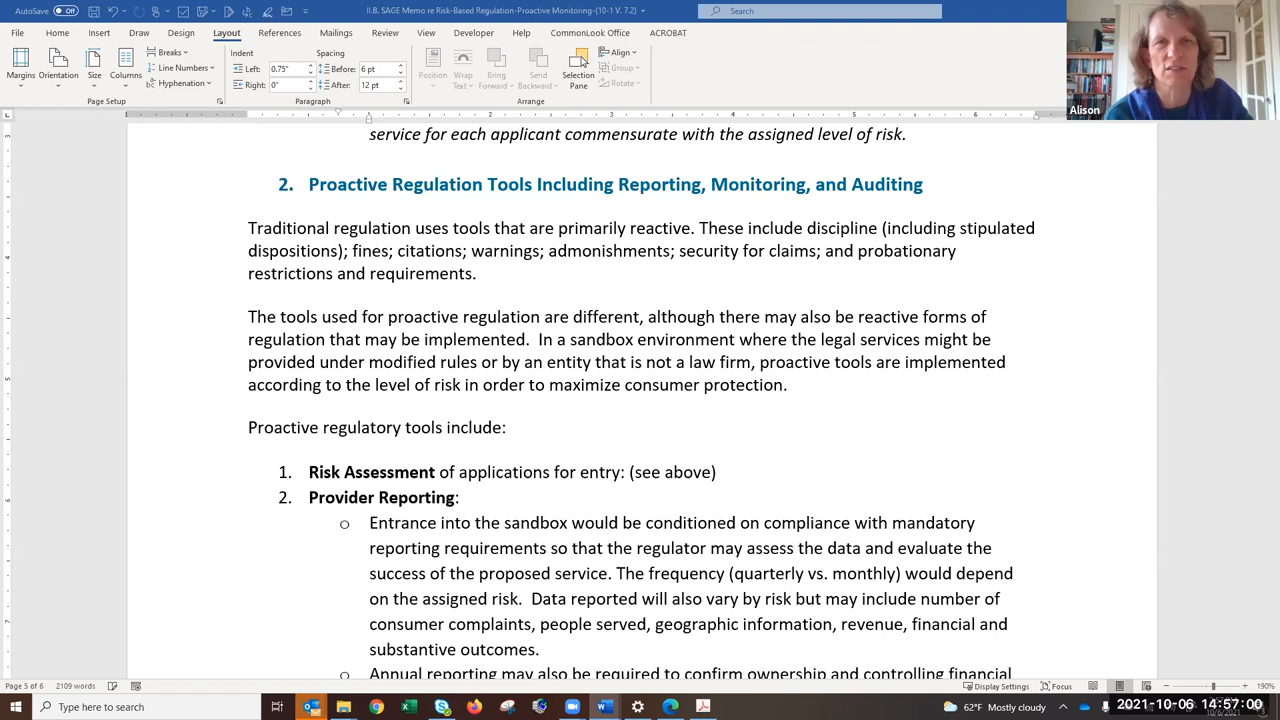 AutoSave Off II.B. SAGE Memo re Risk-Based Regulation-Proactive Monitoring-(10-1 V. 7.2) Search
File Home Insert Draw Design Layout References Mailings Review View Developer Help CommonLook Office ACROBAT
Margins Orientation Size Columns Breaks Line Numbers Hyphenation
Page Setup
Indent Spacing
Left: 0.75" Before: 6 pt
Right: 0" After: 12 pt
Paragraph
Position Wrap Text Bring Forward Send Backward Selection Pane Align Group Rotate
Arrange
Alison
service for each applicant commensurate with the assigned level of risk.
2. Proactive Regulation Tools Including Reporting, Monitoring, and Auditing
Traditional regulation uses tools that are primarily reactive. These include discipline (including stipulated
dispositions); fines; citations; warnings; admonishments; security for claims; and probationary
restrictions and requirements.
The tools used for proactive regulation are different, although there may also be reactive forms of
regulation that may be implemented.  In a sandbox environment where the legal services might be
provided under modified rules or by an entity that is not a law firm, proactive tools are implemented
according to the level of risk in order to maximize consumer protection.
Proactive regulatory tools include:
1. Risk Assessment of applications for entry: (see above)
2. Provider Reporting:
o Entrance into the sandbox would be conditioned on compliance with mandatory
reporting requirements so that the regulator may assess the data and evaluate the
success of the proposed service. The frequency (quarterly vs. monthly) would depend
on the assigned risk.  Data reported will also vary by risk but may include number of
consumer complaints, people served, geographic information, revenue, financial and
substantive outcomes.
o Annual reporting may also be required to confirm ownership and controlling financial
Page 5 of 6 2109 words Display Settings Focus 190%
Type here to search 62°F Mostly cloudy 2021-10-06 14:57:00